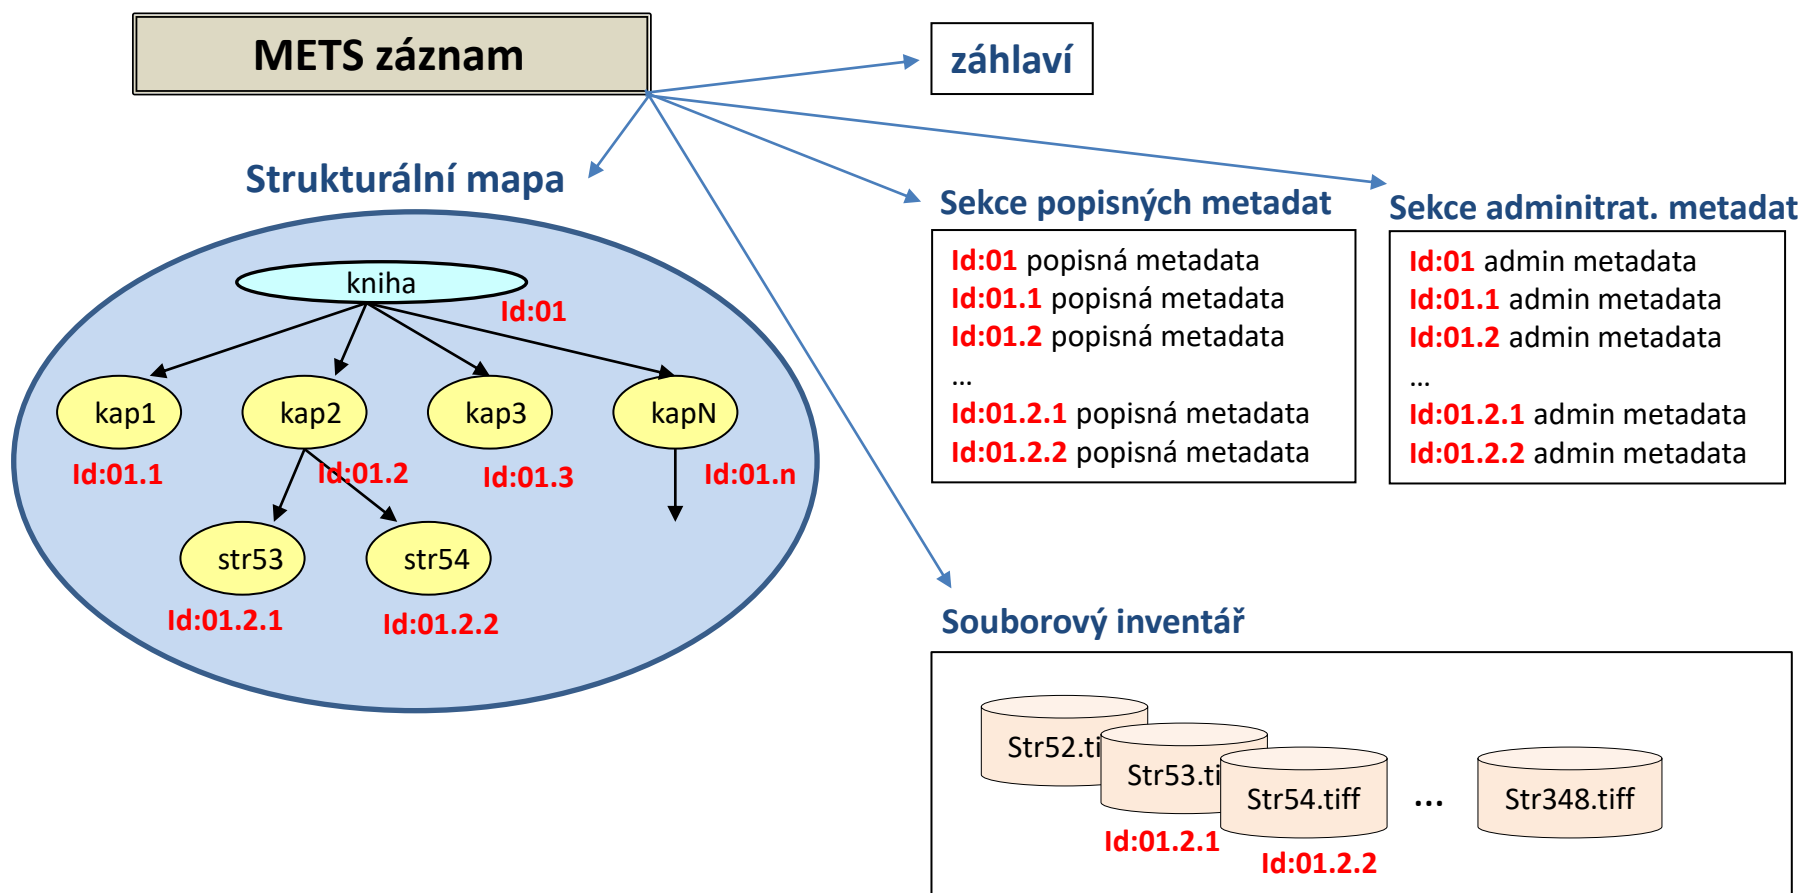 METS záznam
záhlaví
Strukturální mapa
kniha
Id:01
kap1
kap2
kap3
kapN
Id:01.1
Id:01.2
Id:01.3
Id:01.n
str53
str54
Id:01.2.1
Id:01.2.2
Sekce popisných metadat
Id:01 popisná metadata
Id:01.1 popisná metadata
Id:01.2 popisná metadata
...
Id:01.2.1 popisná metadata
Id:01.2.2 popisná metadata
Sekce adminitrat. metadat
Id:01 admin metadata
Id:01.1 admin metadata
Id:01.2 admin metadata
...
Id:01.2.1 admin metadata
Id:01.2.2 admin metadata
Souborový inventář
Str52.ti
Str53.ti
Str54.tiff
...
Str348.tiff
Id:01.2.1
Id:01.2.2